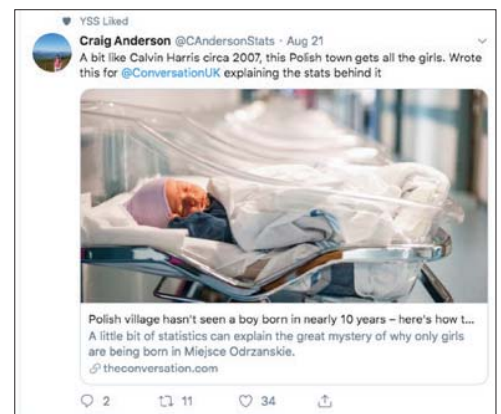 YSS Liked
Craig Anderson @CAndersonStats · Aug 21
A bit like Calvin Harris circa 2007, this Polish town gets all the girls. Wrote
this for @ConversationUK explaining the stats behind it
Polish village hasn't seen a boy born in nearly 10 years – here's how t...
A little bit of statistics can explain the great mystery of why only girls
are being born in Miejsce Odrzanskie.
theconversation.com
2 11 34